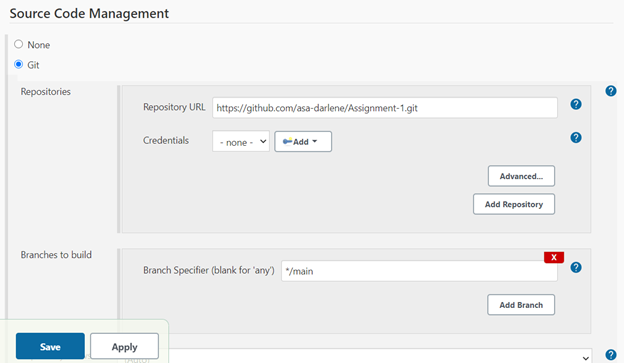 Source Code Management
None
Git
Repositories
?
Repository URL https://github.com/asa-darlene/Assignment-1.git ?
Credentials - none - Add ?
Advanced...
Add Repository
Branches to build
X
Branch Specifier (blank for 'any') */main ?
Add Branch
Save Apply
?